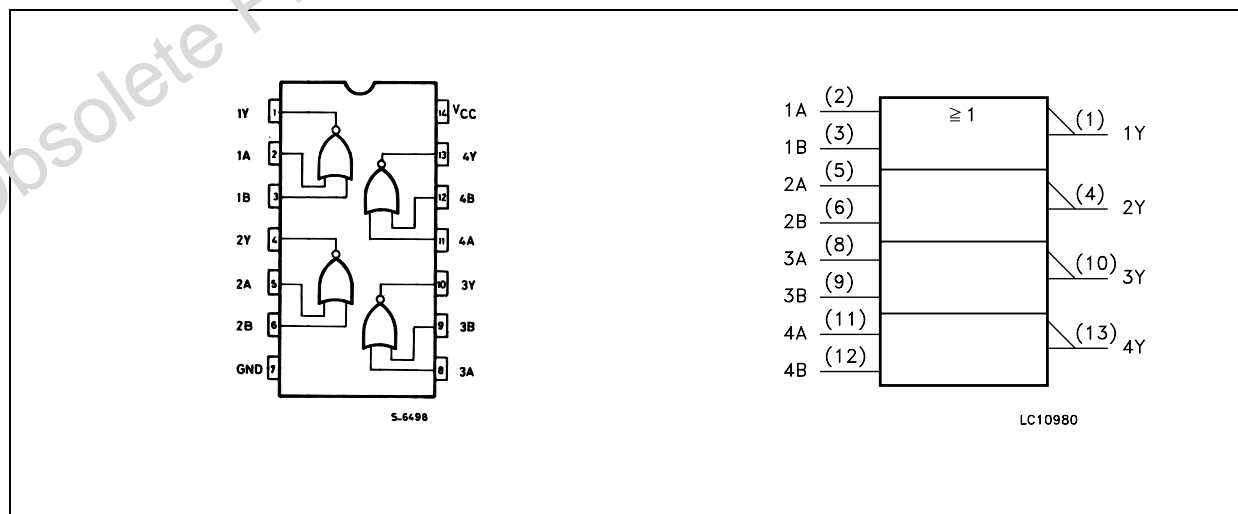 Obsolete P
1Y 1 14 VCC
1A 2 13 4Y
1B 3 12 4B
2Y 4 11 4A
2A 5 10 3Y
2B 6 9 3B
GND 7 8 3A
S-6498
1A (2) ≧ 1 (1) 1Y
1B (3)
2A (5) (4) 2Y
2B (6)
3A (8) (10) 3Y
3B (9)
4A (11) (13) 4Y
4B (12)
LC10980